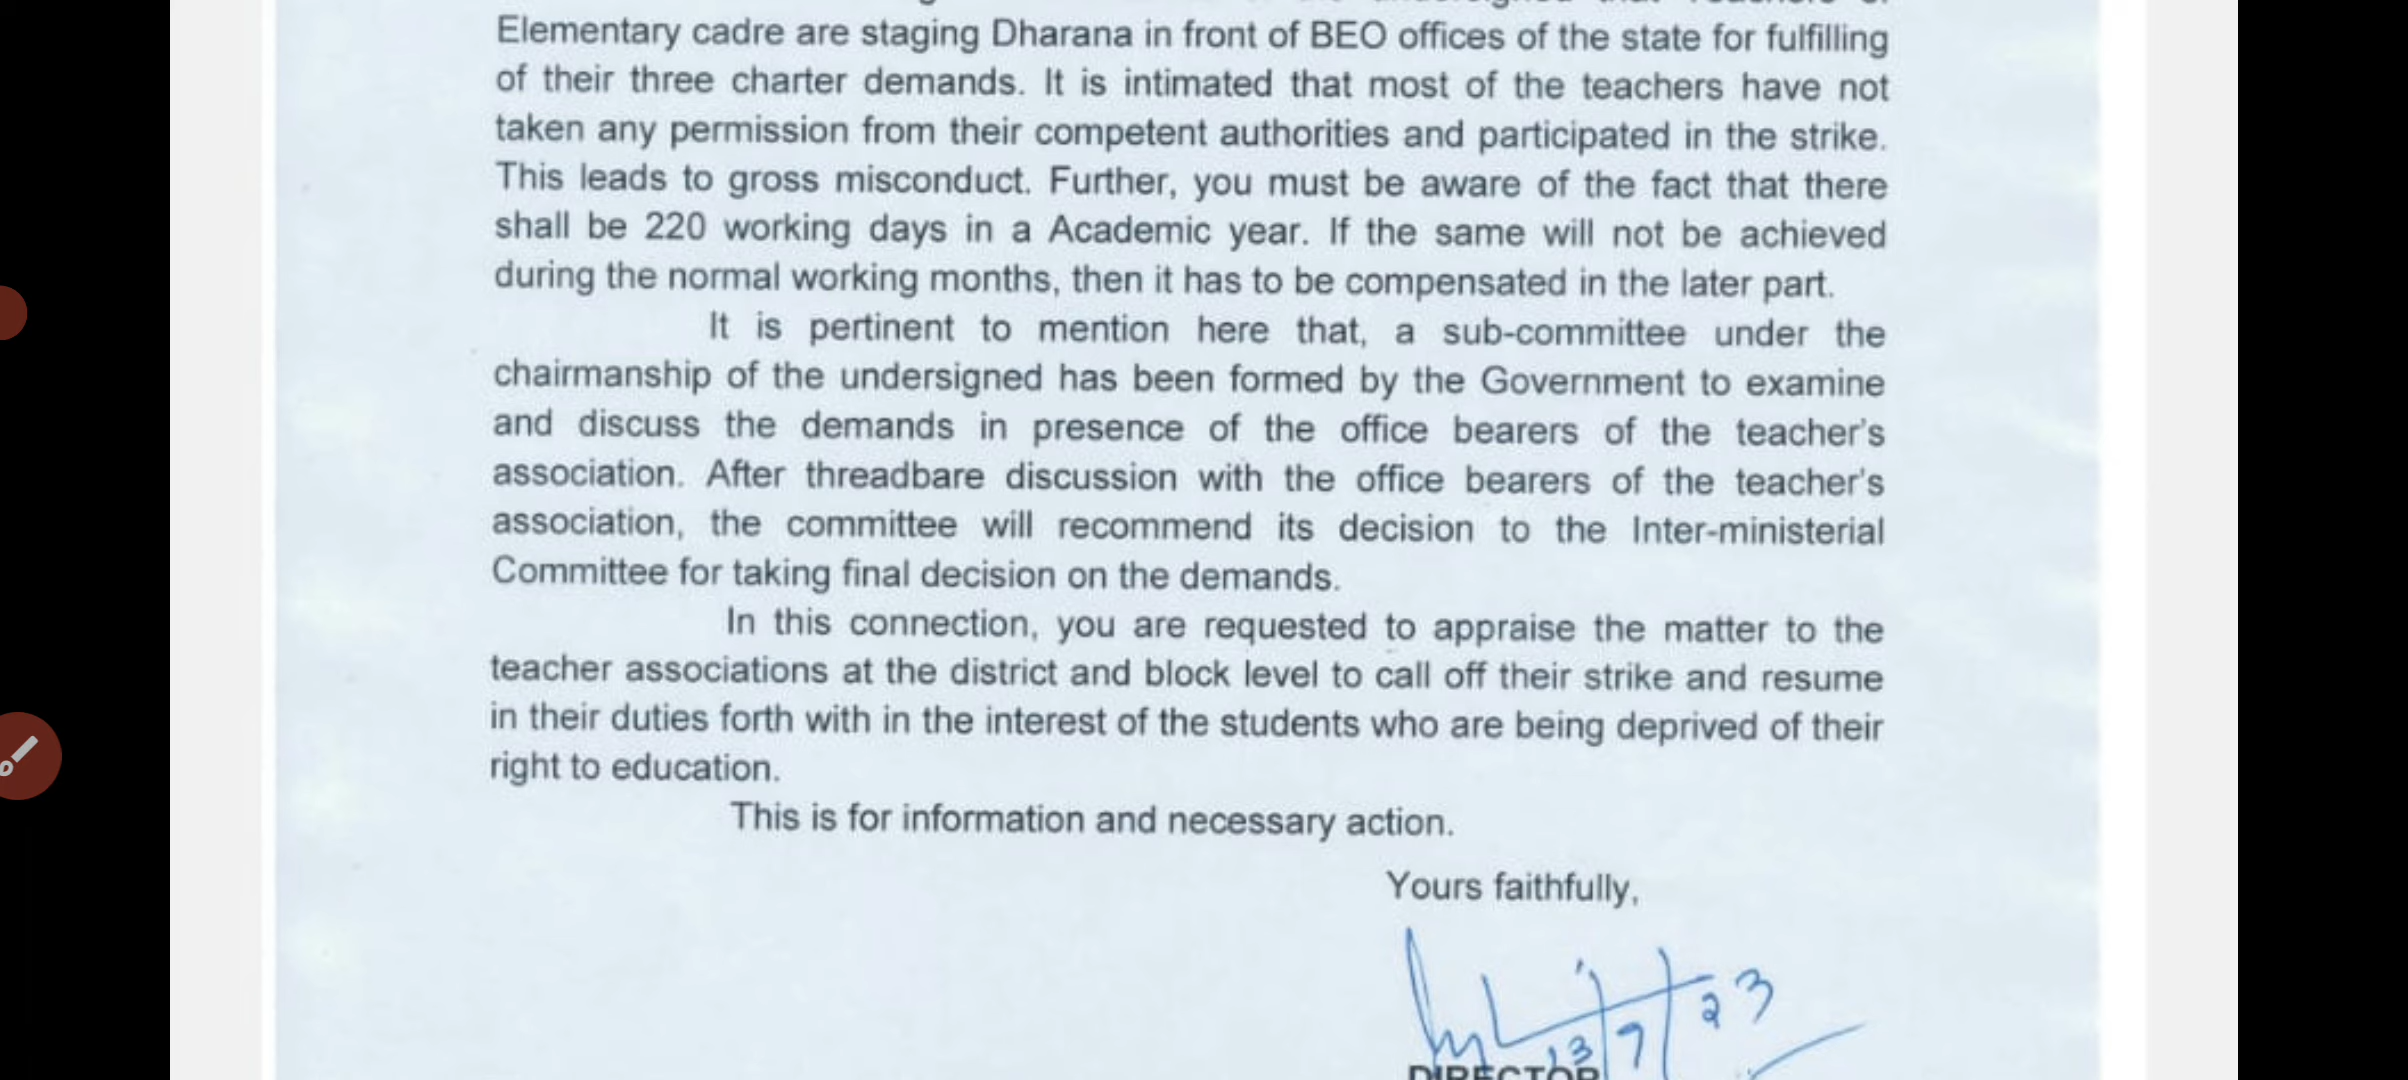 Elementary cadre are staging Dharana in front of BEO offices of the state for fulfilling
of their three charter demands. It is intimated that most of the teachers have not
taken any permission from their competent authorities and participated in the strike.
This leads to gross misconduct. Further, you must be aware of the fact that there
shall be 220 working days in a Academic year. If the same will not be achieved
during the normal working months, then it has to be compensated in the later part.
It is pertinent to mention here that, a sub-committee under the
chairmanship of the undersigned has been formed by the Government to examine
and discuss the demands in presence of the office bearers of the teacher's
association. After threadbare discussion with the office bearers of the teacher's
association, the committee will recommend its decision to the Inter-ministerial
Committee for taking final decision on the demands.
In this connection, you are requested to appraise the matter to the
teacher associations at the district and block level to call off their strike and resume
in their duties forth with in the interest of the students who are being deprived of their
right to education.
This is for information and necessary action.
Yours faithfully,
13/7/23
DIRECTOR